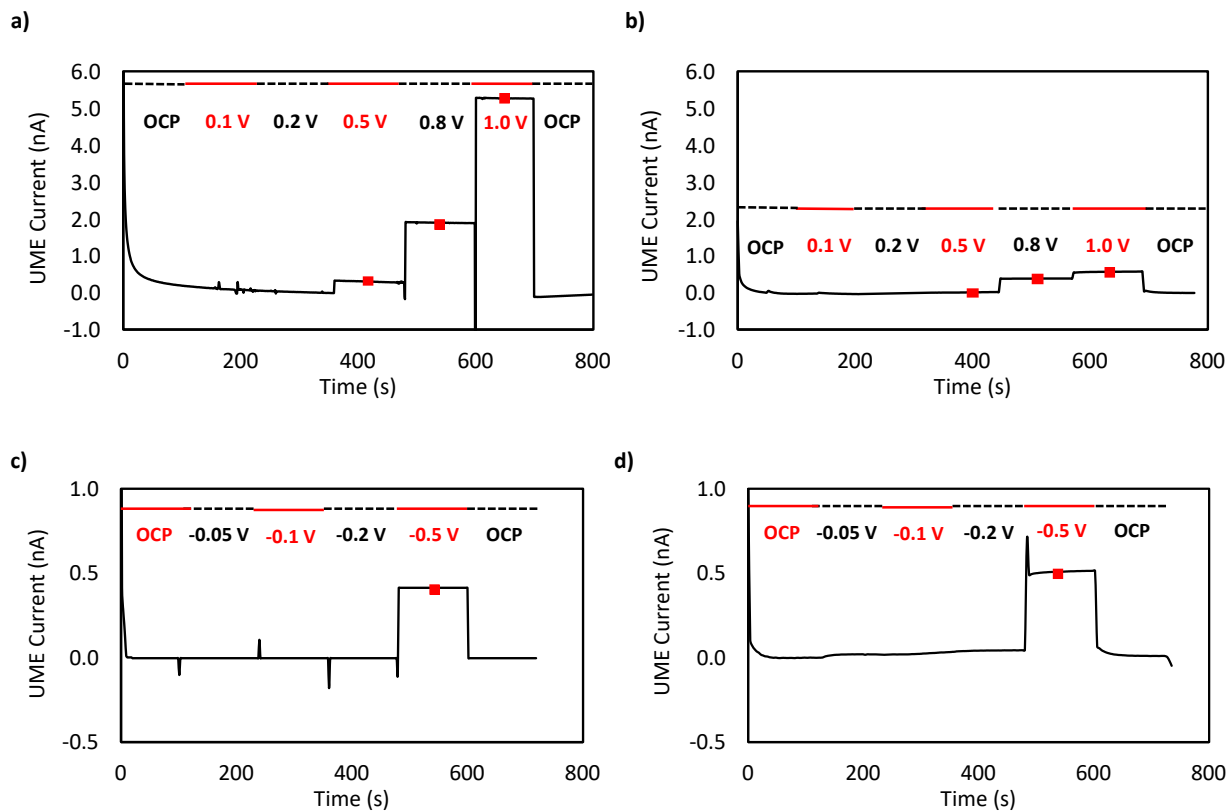 a)
UME Current (nA)
6.0
5.0
4.0
3.0
2.0
1.0
0.0
-1.0
OCP 0.1 V 0.2 V 0.5 V 0.8 V 1.0 V OCP
0 200 400 600 800
Time (s)
b)
UME Current (nA)
6.0
5.0
4.0
3.0
2.0
1.0
0.0
-1.0
OCP 0.1 V 0.2 V 0.5 V 0.8 V 1.0 V OCP
0 200 400 600 800
Time (s)
c)
UME Current (nA)
1.0
0.5
0.0
-0.5
OCP -0.05 V -0.1 V -0.2 V -0.5 V OCP
0 200 400 600 800
Time (s)
d)
UME Current (nA)
1.0
0.5
0.0
-0.5
OCP -0.05 V -0.1 V -0.2 V -0.5 V OCP
0 200 400 600 800
Time (s)